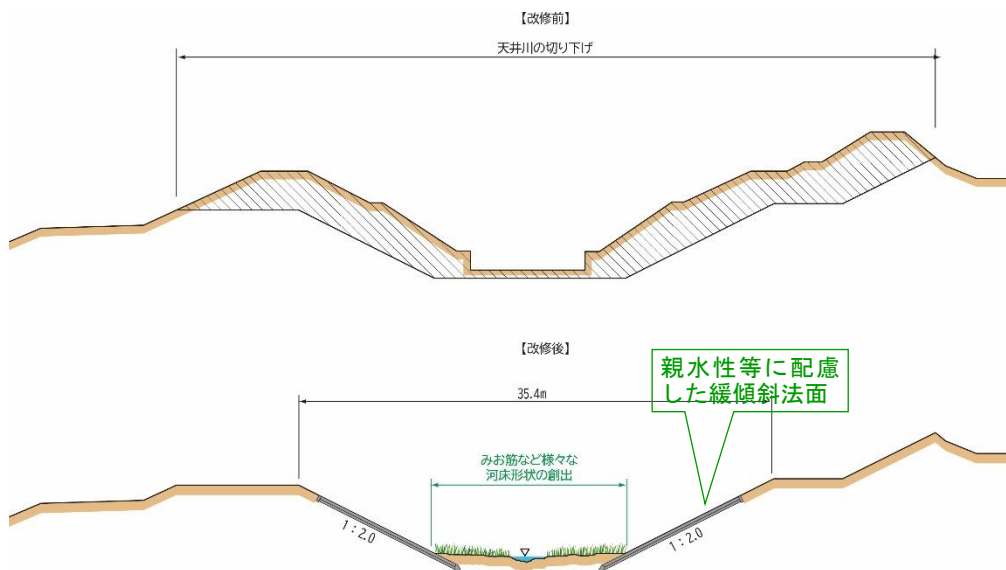 【改修前】
天井川の切り下げ
【改修後】
親水性等に配慮
した緩傾斜法面
35.4m
みお筋など様々な
河床形状の創出
1：2.0
1：2.0